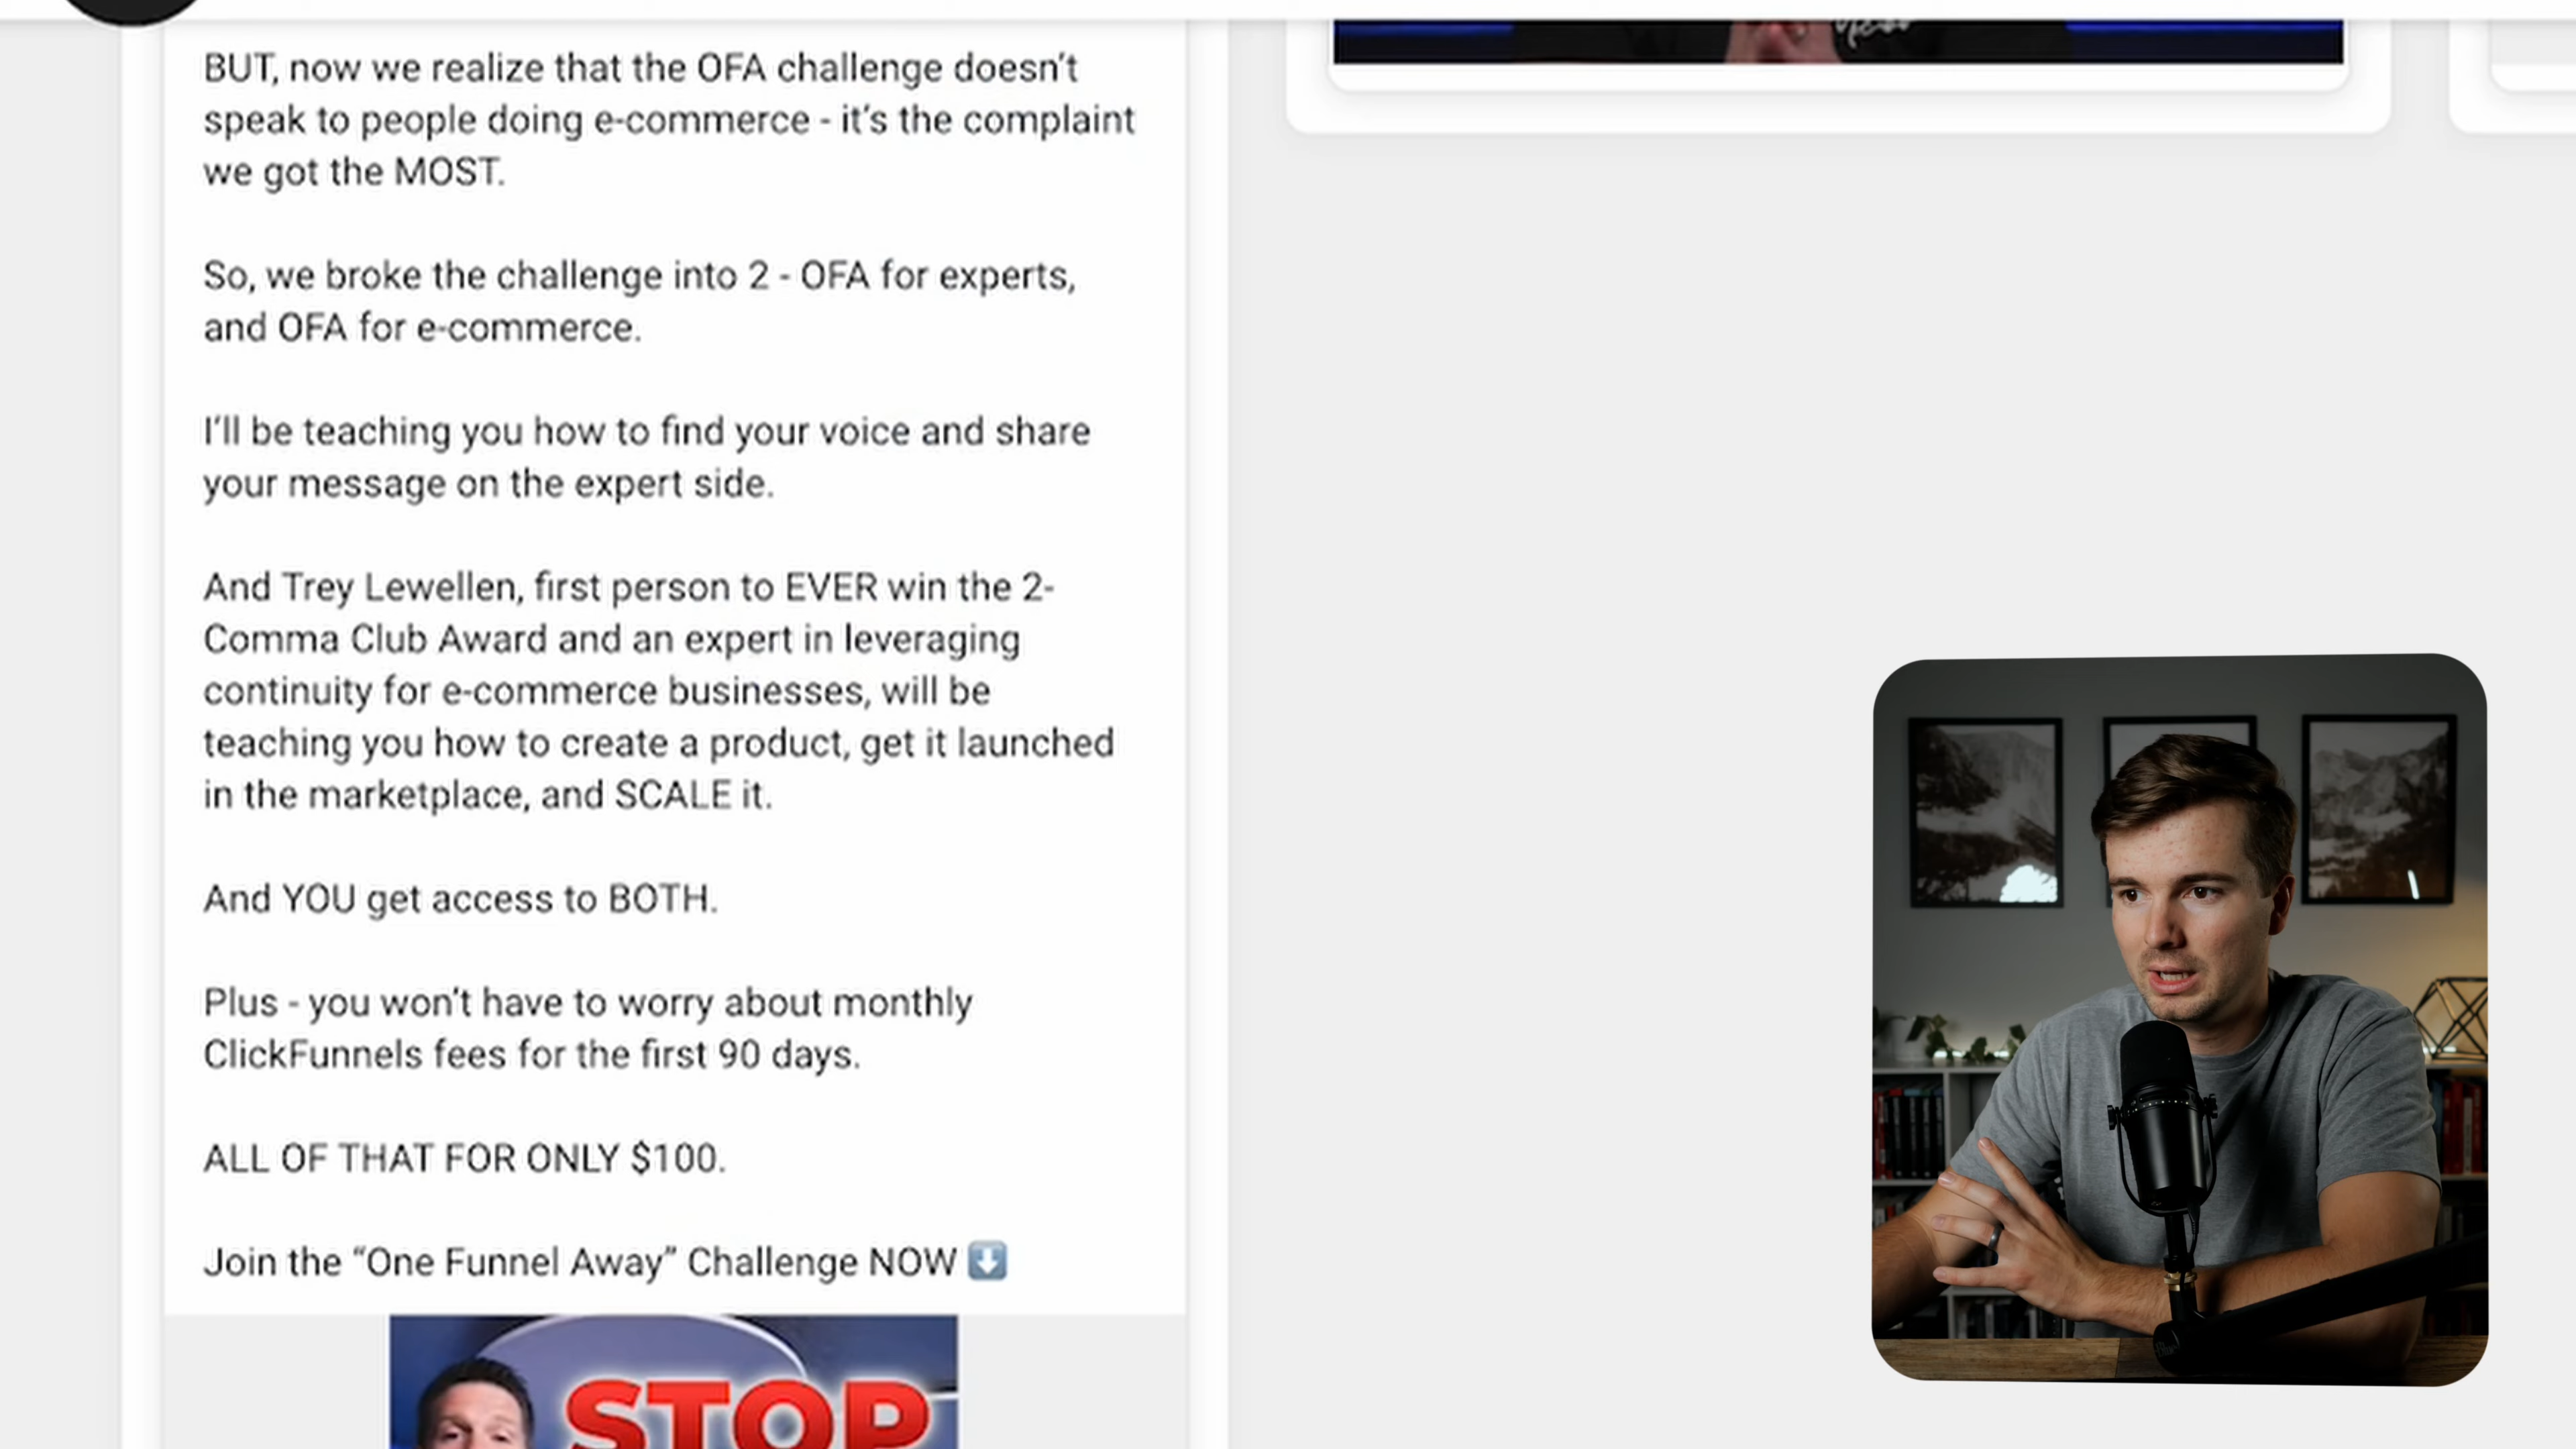 BUT, now we realize that the OFA challenge doesn't
speak to people doing e-commerce - it's the complaint
we got the MOST.
So, we broke the challenge into 2 - OFA for experts,
and OFA for e-commerce.
I'll be teaching you how to find your voice and share
your message on the expert side.
And Trey Lewellen, first person to EVER win the 2-
Comma Club Award and an expert in leveraging
continuity for e-commerce businesses, will be
teaching you how to create a product, get it launched
in the marketplace, and SCALE it.
And YOU get access to BOTH.
Plus - you won't have to worry about monthly
ClickFunnels fees for the first 90 days.
ALL OF THAT FOR ONLY $100.
Join the “One Funnel Away” Challenge NOW ⬇️
STOP